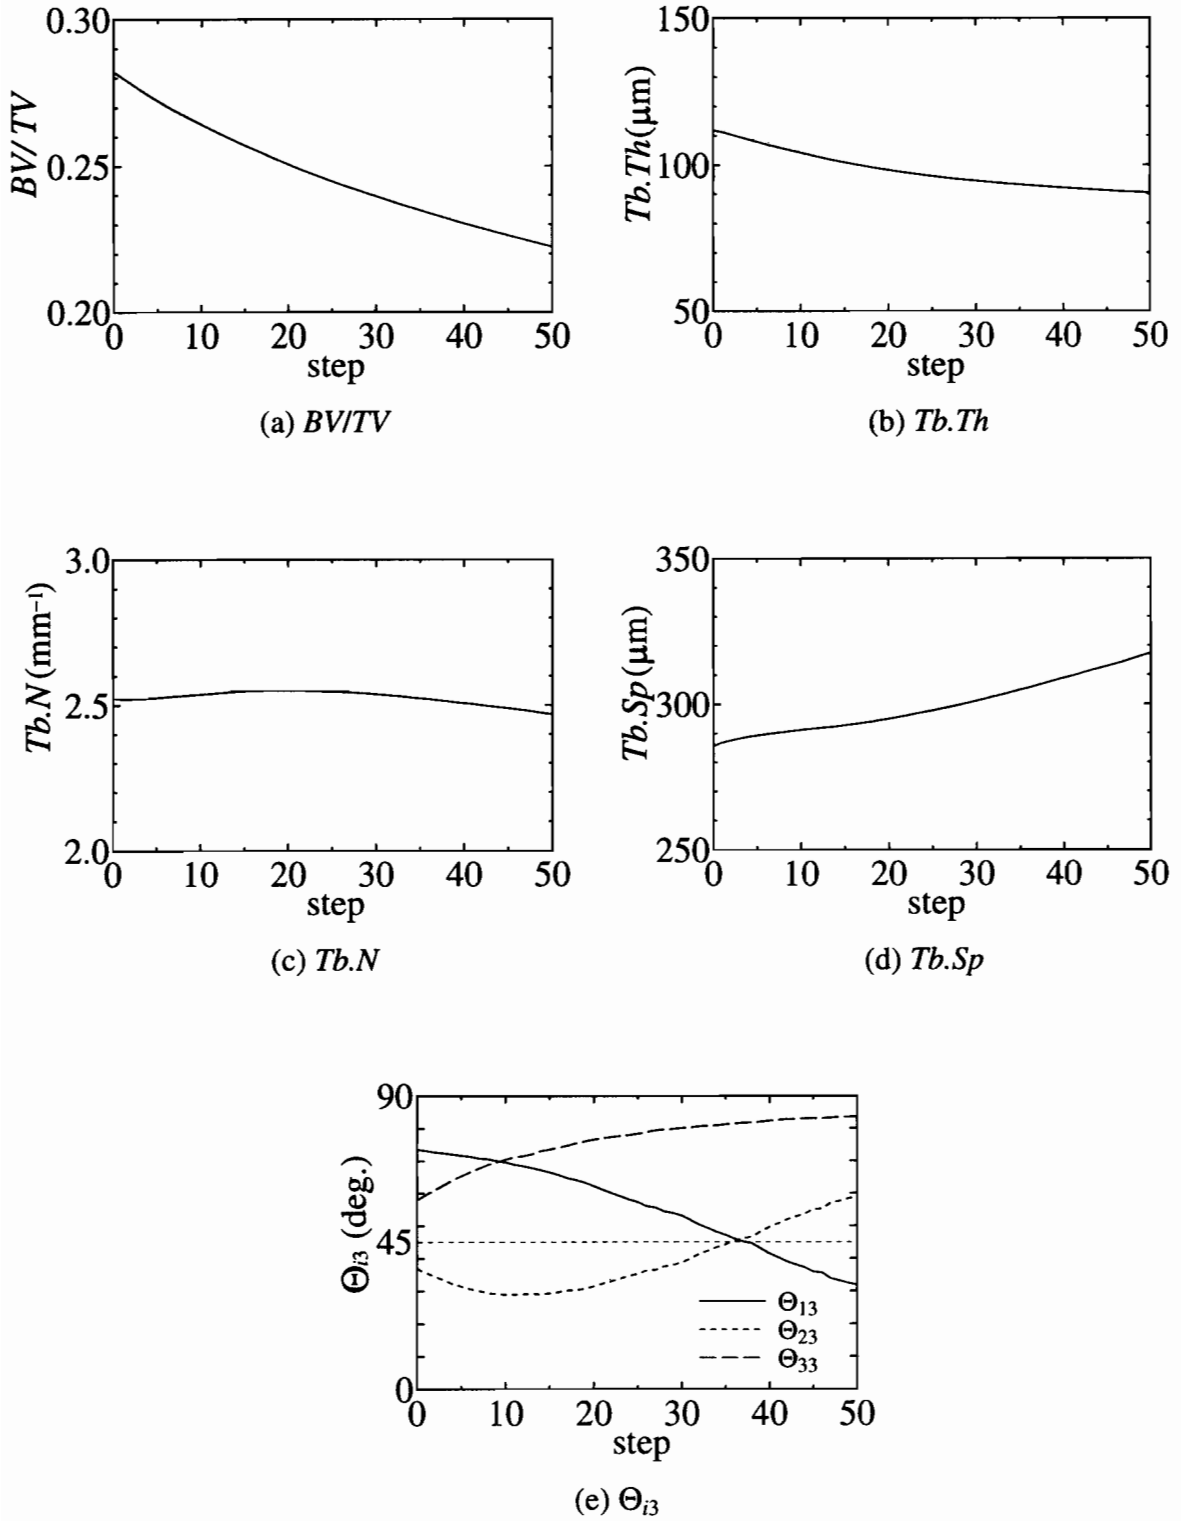 0.30
0.25
0.20
BV/TV
0 10 20 30 40 50
step
(a) BV/TV
150
100
50
Tb.Th (μm)
0 10 20 30 40 50
step
(b) Tb.Th
3.0
2.5
2.0
Tb.N (mm⁻¹)
0 10 20 30 40 50
step
(c) Tb.N
350
300
250
Tb.Sp (μm)
0 10 20 30 40 50
step
(d) Tb.Sp
90
45
0
Θi3 (deg.)
Θ13
Θ23
Θ33
0 10 20 30 40 50
step
(e) Θi3